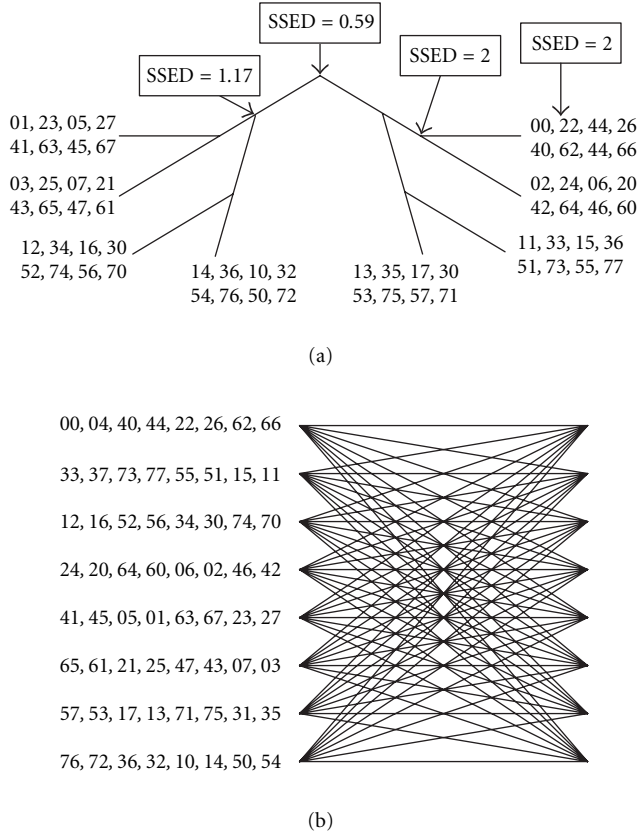 SSED = 0.59
SSED = 2
SSED = 2
SSED = 1.17
01, 23, 05, 27
41, 63, 45, 67
00, 22, 44, 26
40, 62, 44, 66
03, 25, 07, 21
43, 65, 47, 61
02, 24, 06, 20
42, 64, 46, 60
12, 34, 16, 30
52, 74, 56, 70
14, 36, 10, 32
54, 76, 50, 72
13, 35, 17, 30
53, 75, 57, 71
11, 33, 15, 36
51, 73, 55, 77
(a)
00, 04, 40, 44, 22, 26, 62, 66
33, 37, 73, 77, 55, 51, 15, 11
12, 16, 52, 56, 34, 30, 74, 70
24, 20, 64, 60, 06, 02, 46, 42
41, 45, 05, 01, 63, 67, 23, 27
65, 61, 21, 25, 47, 43, 07, 03
57, 53, 17, 13, 71, 75, 31, 35
76, 72, 36, 32, 10, 14, 50, 54
(b)